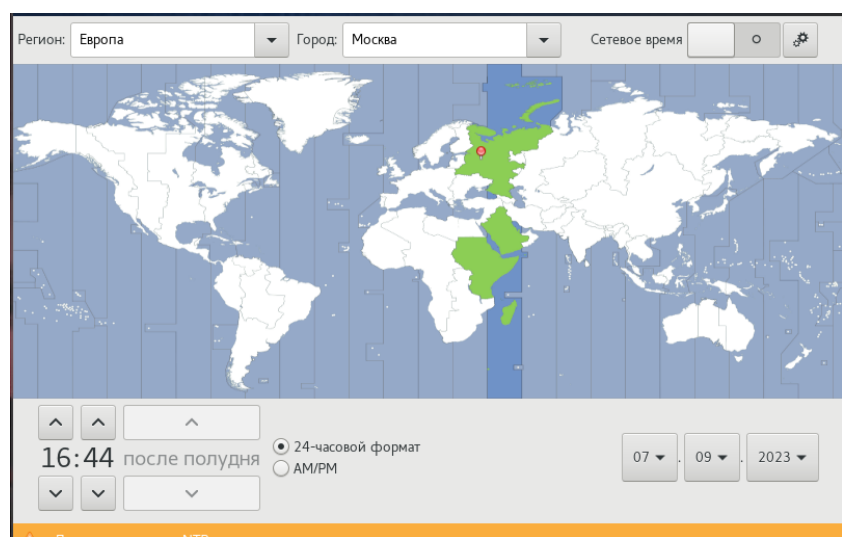 Регион: Европа Город: Москва Сетевое время
16:44 после полудня
24-часовой формат
AM/PM
07 . 09 . 2023